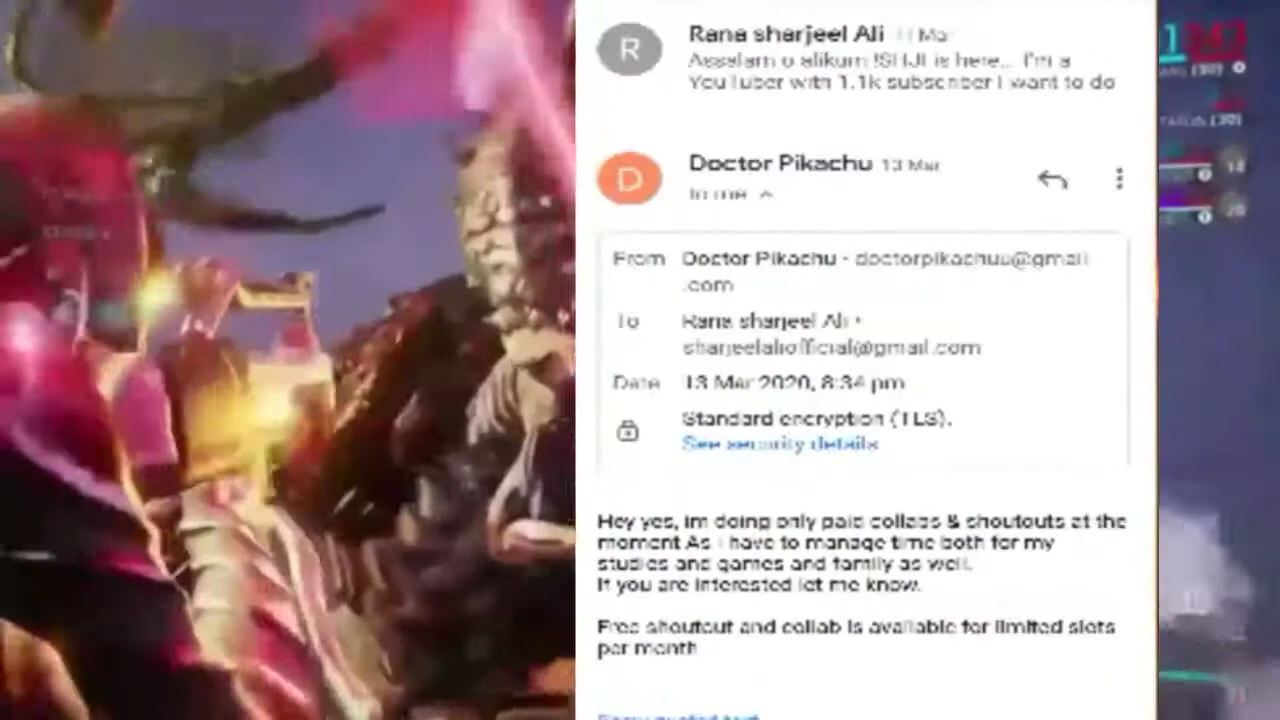 R
Rana sharjeel Ali 11 Mar
Assalam o alikum !SHJI is here... I'm a
YouTuber with 1.1k subscriber I want to do
D
Doctor Pikachu 13 Mar
to me
From Doctor Pikachu • doctorpikachuu@gmail
.com
To Rana sharjeel Ali •
sharjeelaliofficial@gmail.com
Date 13 Mar 2020, 8:34 pm
Standard encryption (TLS).
See security details
Hey yes, im doing only paid collabs & shoutouts at the
moment As i have to manage time both for my
studies and games and family as well.
If you are interested let me know.
Free shoutout and collab is available for limited slots
per month